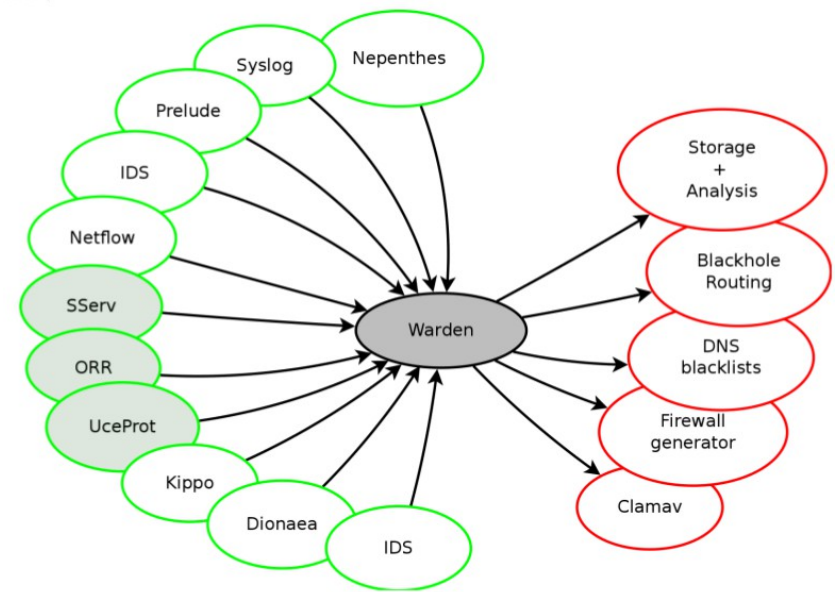 Nepenthes
Syslog
Prelude
IDS
Netflow
SServ
ORR
UceProt
Kippo
Dionaea
IDS
Warden
Storage
+
Analysis
Blackhole
Routing
DNS
blacklists
Firewall
generator
Clamav